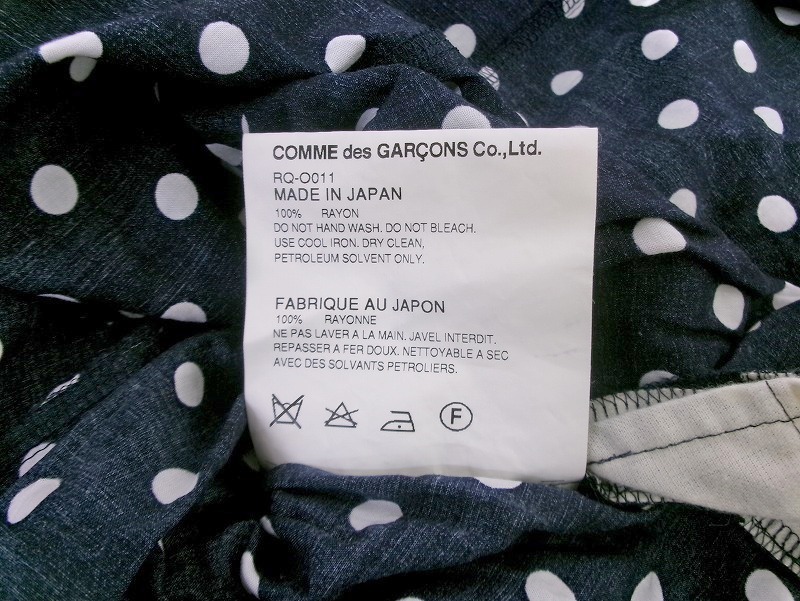 COMME des GARÇONS Co.,Ltd.
RQ-O011
MADE IN JAPAN
100% RAYON
DO NOT HAND WASH. DO NOT BLEACH.
USE COOL IRON. DRY CLEAN,
PETROLEUM SOLVENT ONLY.
FABRIQUE AU JAPON
100% RAYONNE
NE PAS LAVER A LA MAIN. JAVEL INTERDIT.
REPASSER A FER DOUX. NETTOYABLE A SEC
AVEC DES SOLVANTS PETROLIERS.
F